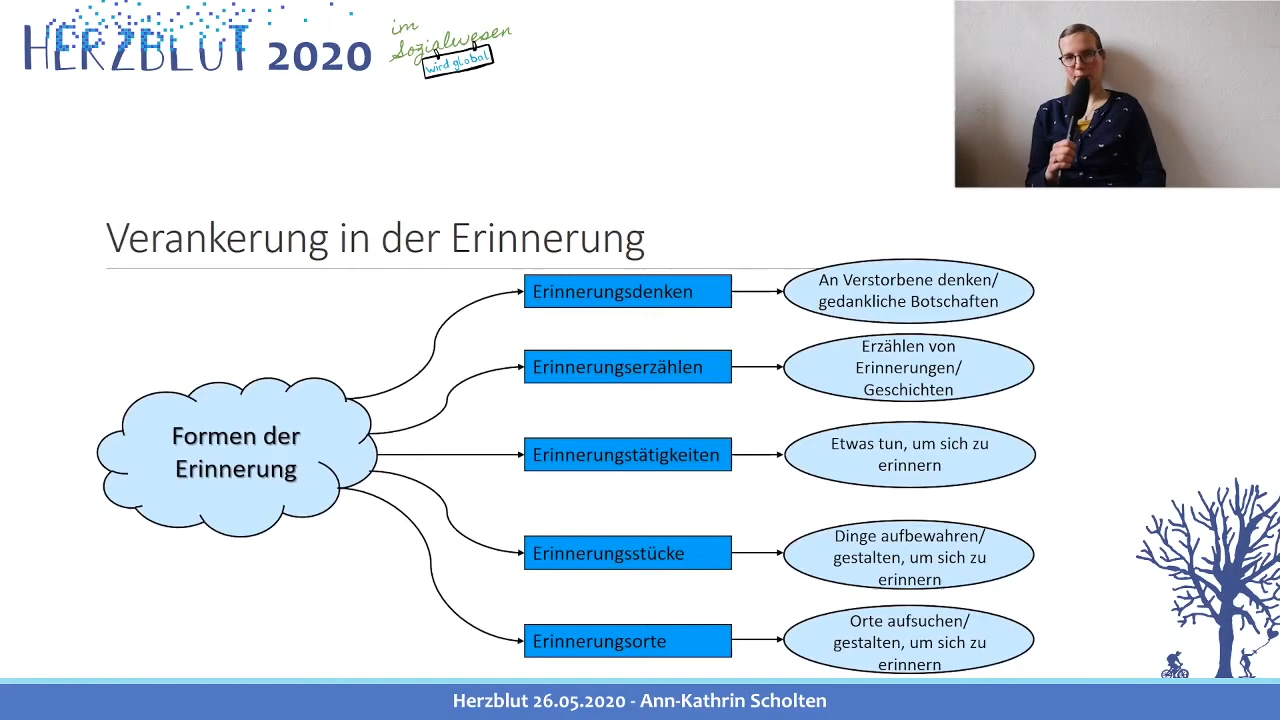 HERZBLUT 2020
im
Sozialwesen
wird global
Verankerung in der Erinnerung
Formen der
Erinnerung
Erinnerungsdenken
An Verstorbene denken/
gedankliche Botschaften
Erinnerungserzählen
Erzählen von
Erinnerungen/
Geschichten
Erinnerungstätigkeiten
Etwas tun, um sich zu
erinnern
Erinnerungsstücke
Dinge aufbewahren/
gestalten, um sich zu
erinnern
Erinnerungsorte
Orte aufsuchen/
gestalten, um sich zu
erinnern
Herzblut 26.05.2020 - Ann-Kathrin Scholten